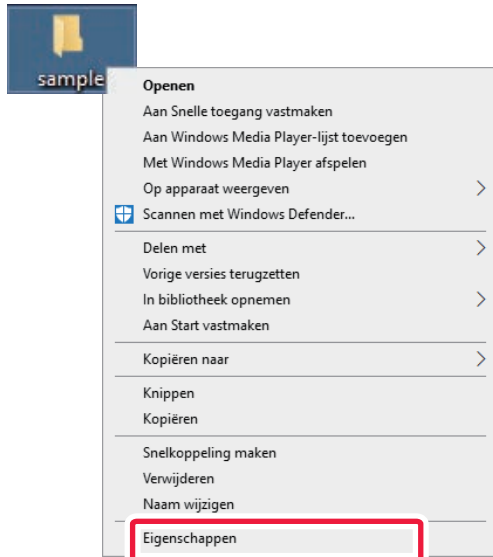 sample
Openen
Aan Snelle toegang vastmaken
Aan Windows Media Player-lijst toevoegen
Met Windows Media Player afspelen
Op apparaat weergeven
Scannen met Windows Defender...
Delen met
Vorige versies terugzetten
In bibliotheek opnemen
Aan Start vastmaken
Kopiëren naar
Knippen
Kopiëren
Snelkoppeling maken
Verwijderen
Naam wijzigen
Eigenschappen